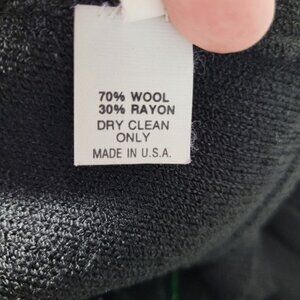 70% WOOL
30% RAYON
DRY CLEAN
ONLY
MADE IN U.S.A.